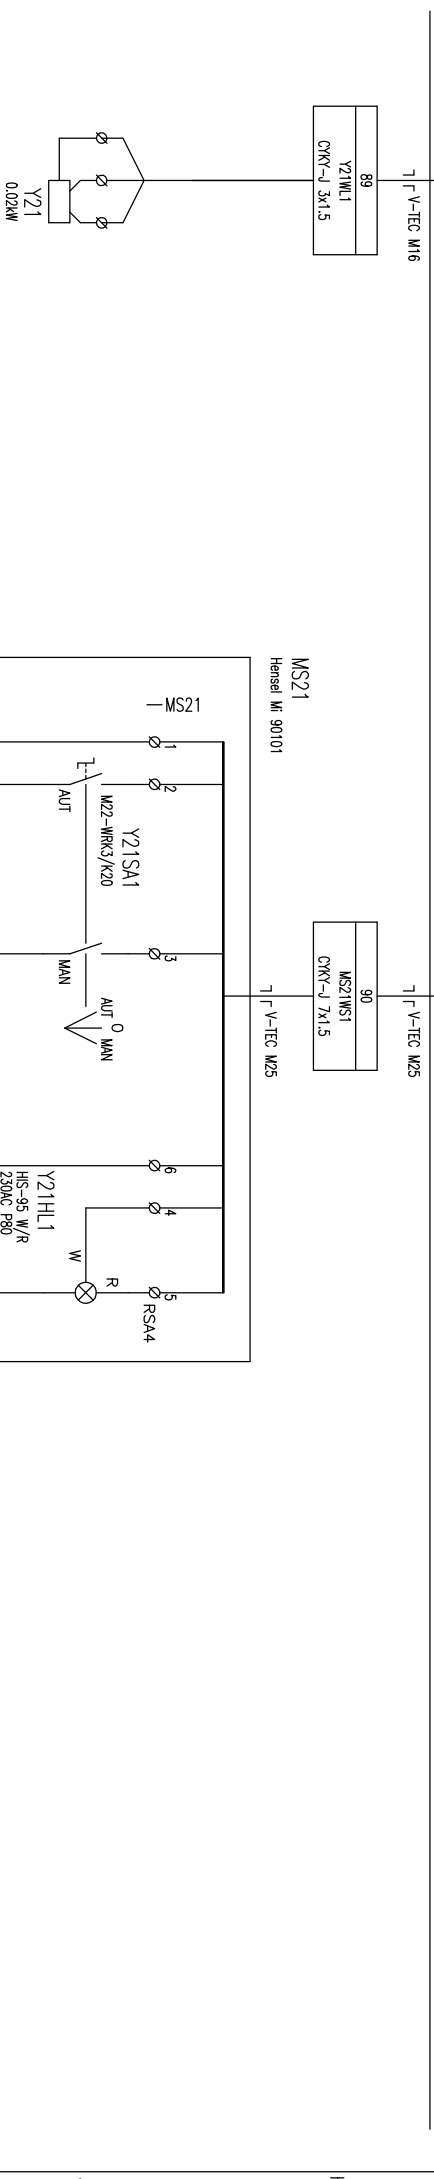 V-TEC M16
89
Y21WL1
CYKY-J 3x1.5
Y21
0.02kW
MS21
Hensel Mi 90101
MS21
1
2
Y21SA1
M22-WRK3/K20
AUT
3
MAN
AUT O MAN
V-TEC M25
90
MS21WS1
CYKY-J 7x1.5
V-TEC M25
6
Y21HL1
HIS-95 W/R
230AC P80
4
W
R
5
RSA4